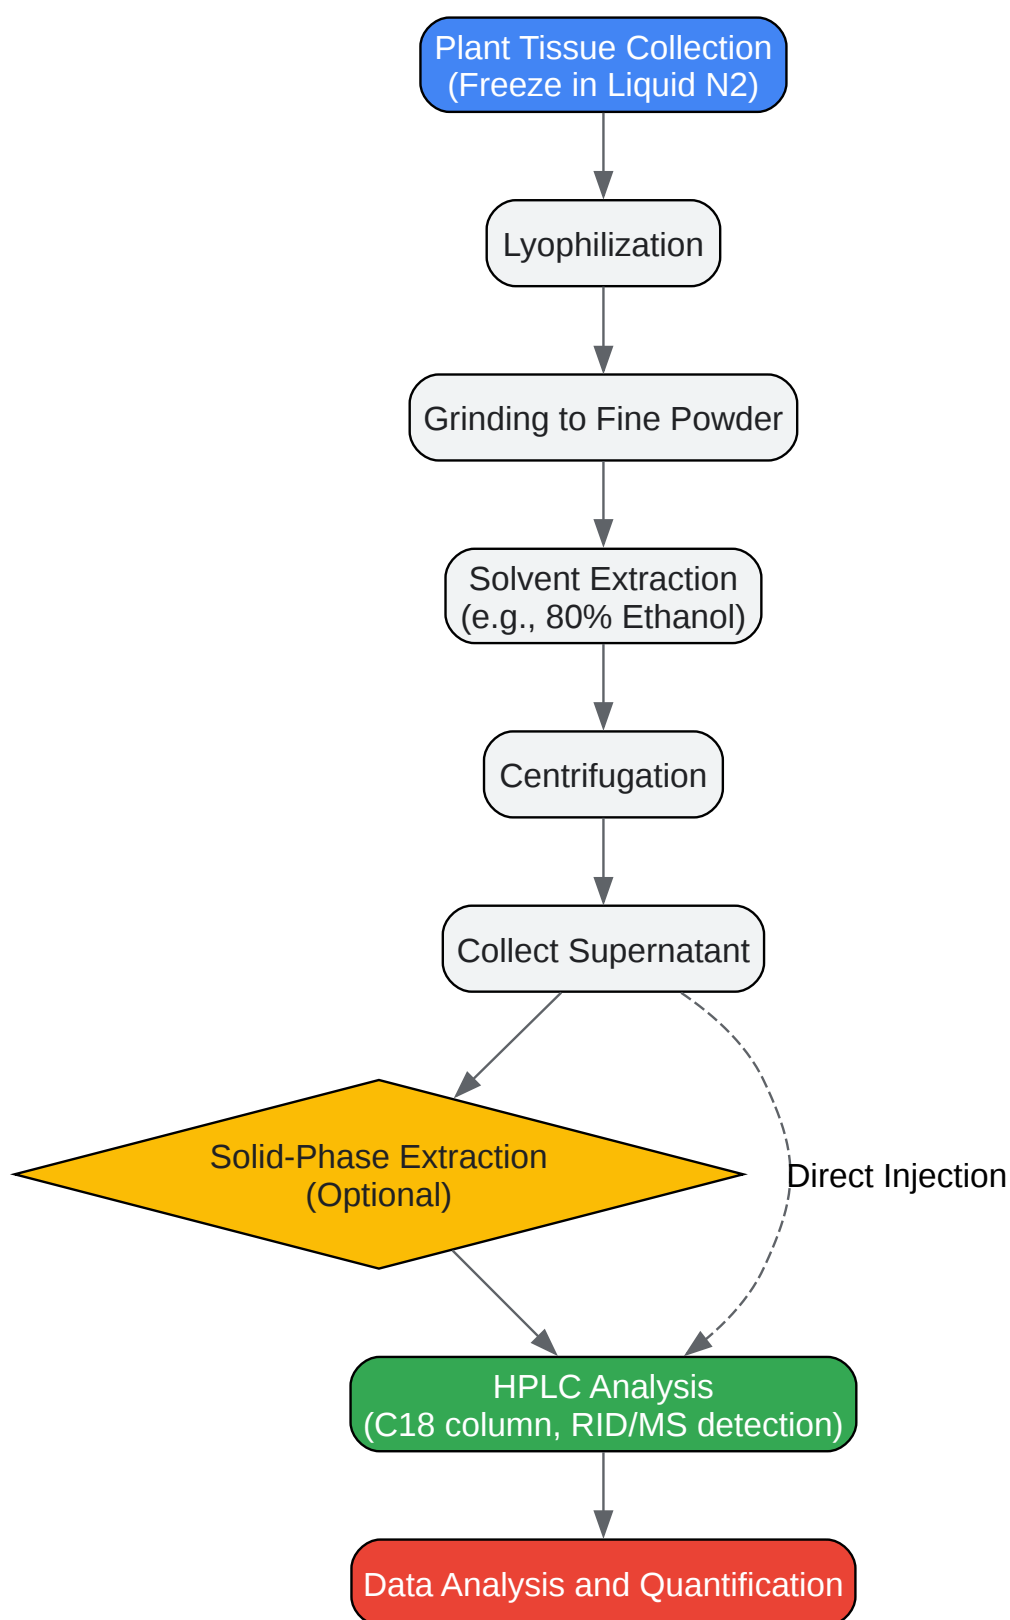 Plant Tissue Collection
(Freeze in Liquid N2)
Lyophilization
Grinding to Fine Powder
Solvent Extraction
(e.g., 80% Ethanol)
Centrifugation
Collect Supernatant
Solid-Phase Extraction
(Optional)
Direct Injection
HPLC Analysis
(C18 column, RID/MS detection)
Data Analysis and Quantification